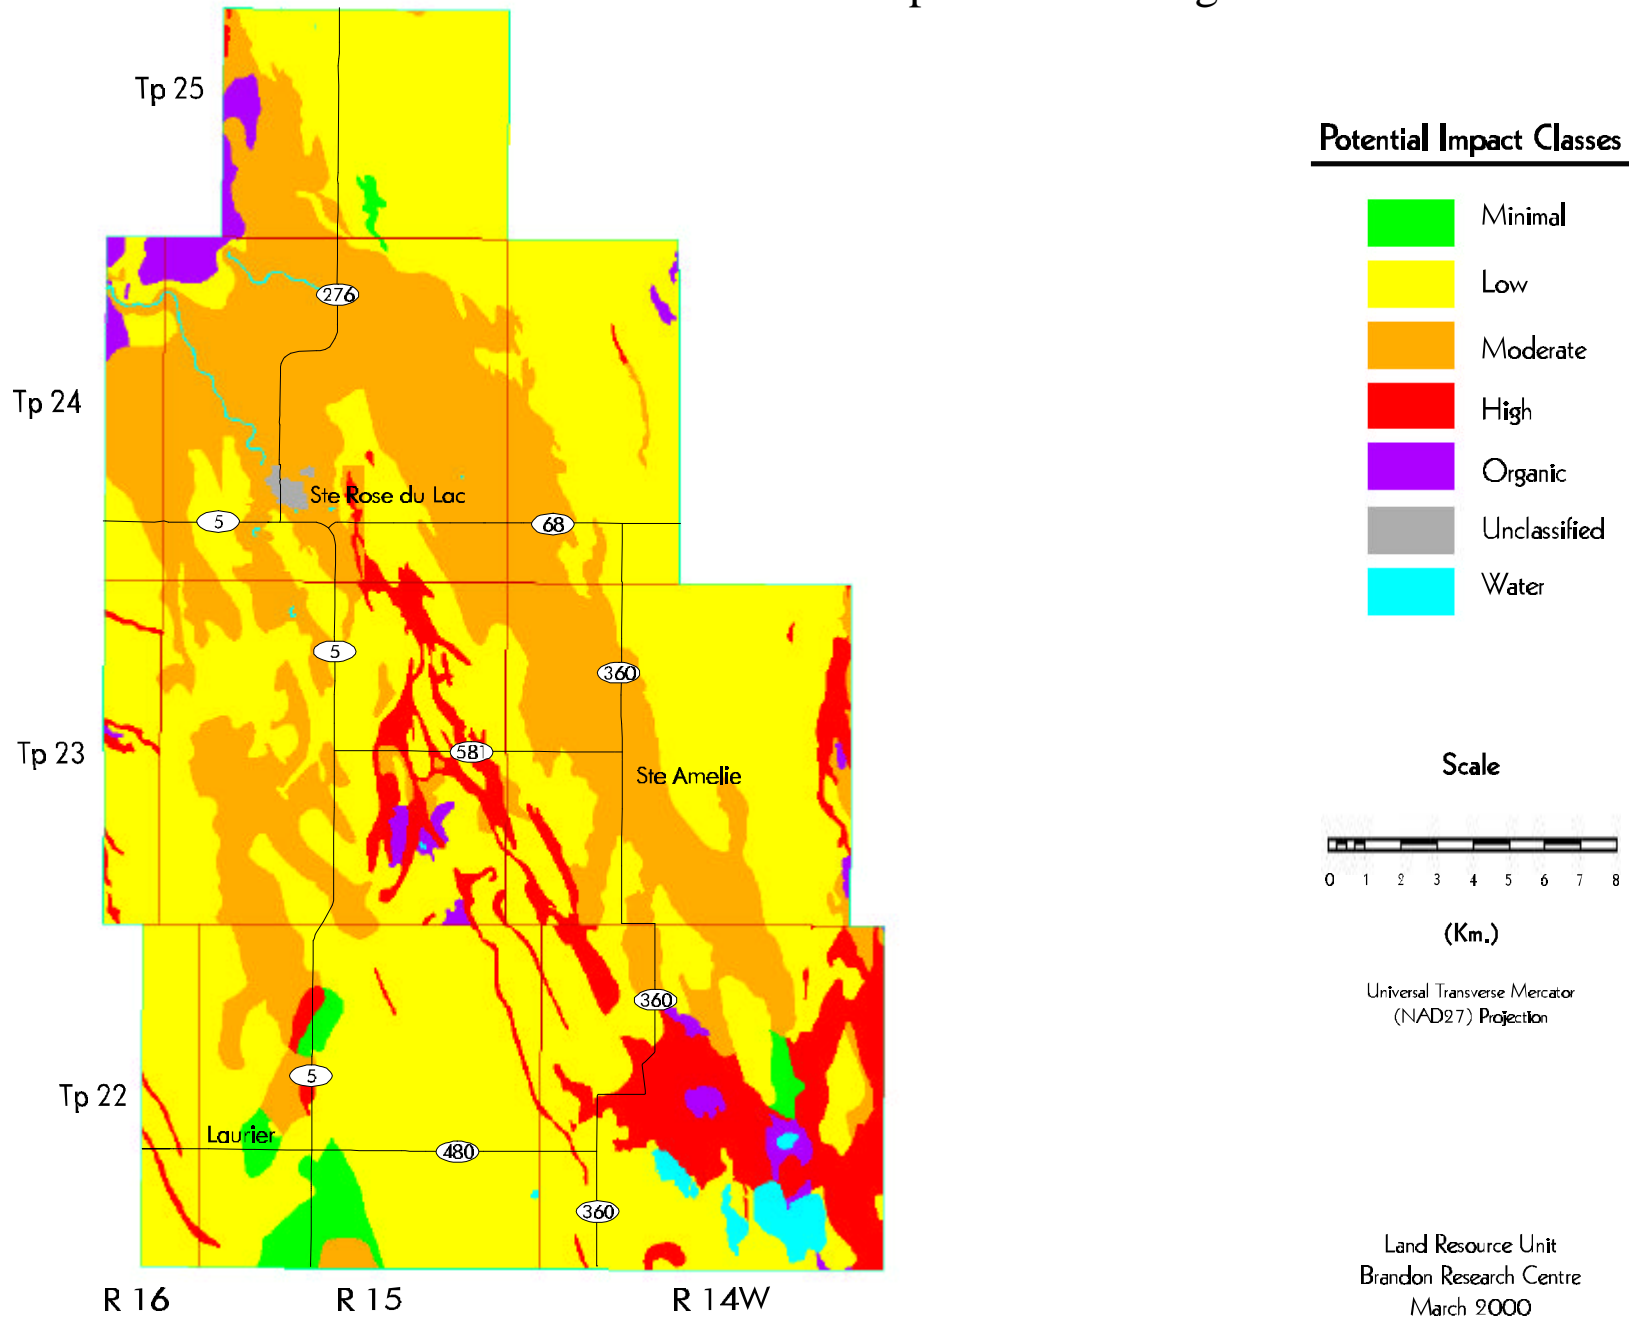 Tp 25
Potential Impact Classes
Minimal
Low
276
Moderate
Tp 24
High
Organic
Ste Rose du Lac
5
68
Unclassified
Water
5
360
581
Tp 23
Ste Amelie
Scale
0 1 2 3 4 5 6 7 8
(Km.)
360
Universal Transverse Mercator
(NAD27) Projection
5
Tp 22
Laurier
480
360
Land Resource Unit
Brandon Research Centre
March 2000
R 16
R 15
R 14W